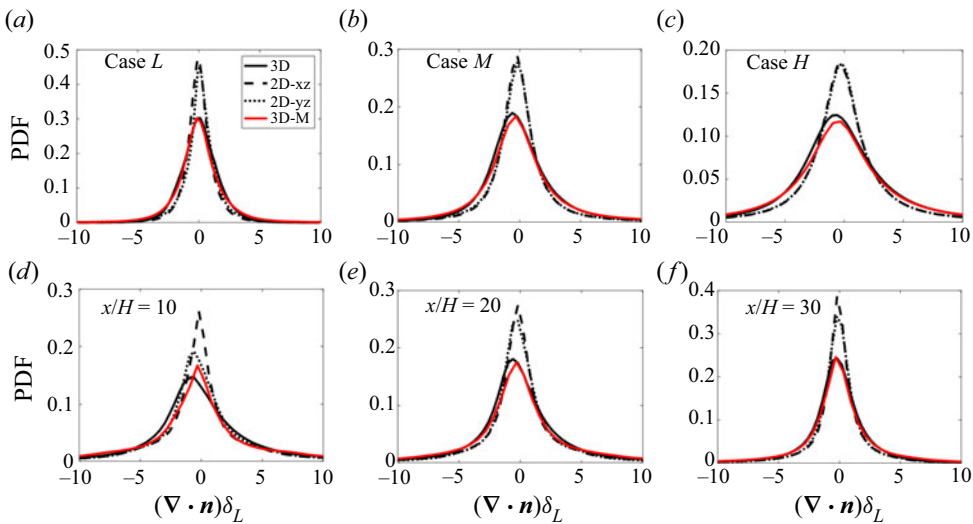 (a) (b) (c)
0.5 0.4 0.3 0.2 0.1 0
PDF
Case L
3D
2D-xz
2D-yz
3D-M
−10 −5 0 5 10
0.3 0.2 0.1 0
Case M
−10 −5 0 5 10
0.20 0.15 0.10 0.05 0
Case H
−10 −5 0 5 10
(d) (e) (f)
0.3 0.2 0.1 0
PDF
x/H = 10
−10 −5 0 5 10
(∇ · n)δL
0.3 0.2 0.1 0
x/H = 20
−10 −5 0 5 10
(∇ · n)δL
0.4 0.3 0.2 0.1 0
x/H = 30
−10 −5 0 5 10
(∇ · n)δL